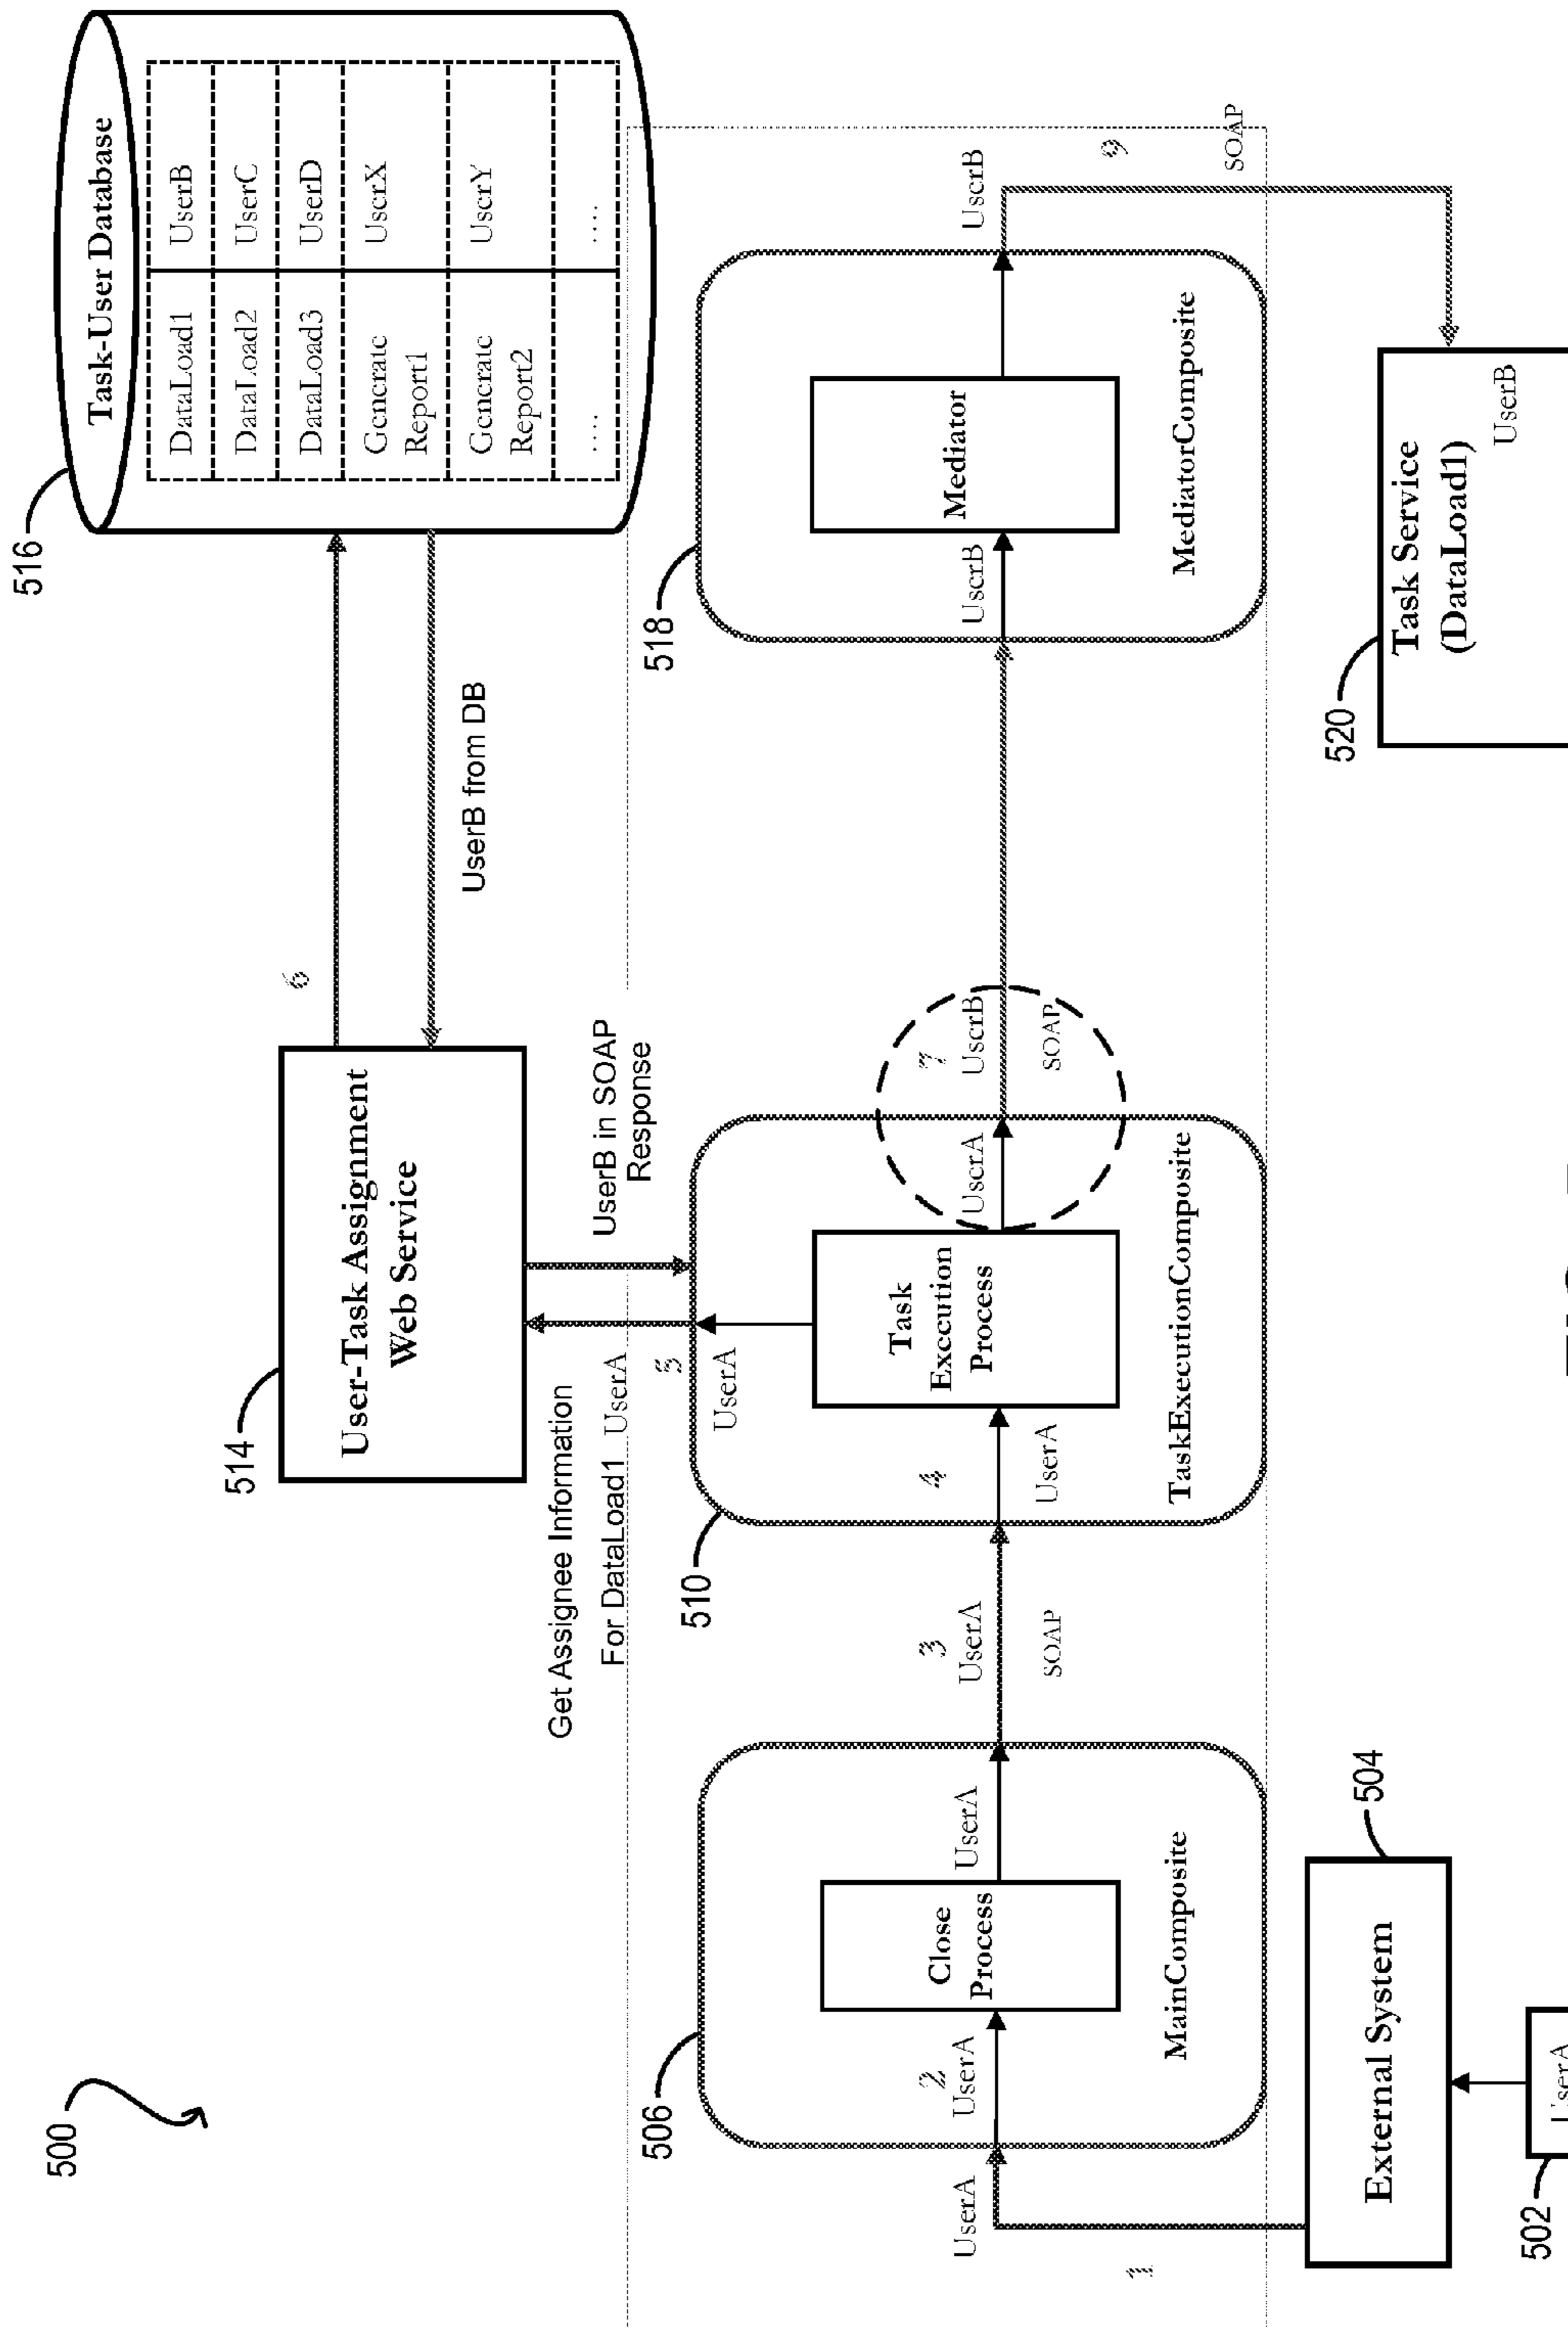 500
516
Task-User Database
DataLoad1 UserB
DataLoad2 UserC
DataLoad3 UserD
Generate
Report1
UserX
Generate
Report2
UserY
.... ....
514
User-Task Assignment
Web Service
6
UserB from DB
Get Assignee Information
For DataLoad1 UserA
UserB in SOAP
Response
5
506
UserA
1
2
UserA
Close
Process
UserA
MainComposite
3
UserA
SOAP
510
4
UserA
Task
Execution
Process
UserA
UserA
TaskExecutionComposite
7
UserB
SOAP
518
UserB
Mediator
MediatorComposite
UserB
9
SOAP
504
External System
502
UserA
520
Task Service
(DataLoad1)
UserB